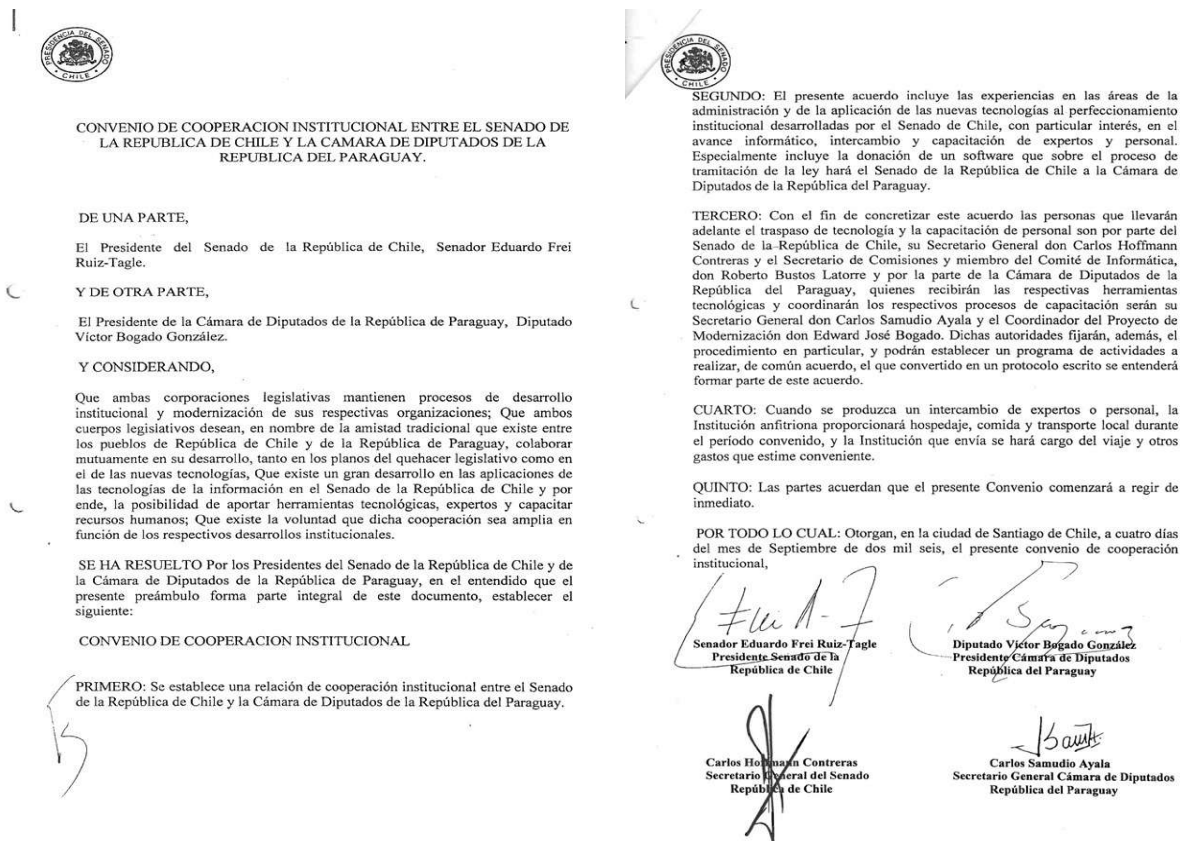 PRESIDENCIA DEL SENADO
CHILE
CONVENIO DE COOPERACION INSTITUCIONAL ENTRE EL SENADO DE
LA REPUBLICA DE CHILE Y LA CAMARA DE DIPUTADOS DE LA
REPUBLICA DEL PARAGUAY.
DE UNA PARTE,
El Presidente del Senado de la República de Chile, Senador Eduardo Frei
Ruiz-Tagle.
Y DE OTRA PARTE,
El Presidente de la Cámara de Diputados de la República de Paraguay, Diputado
Víctor Bogado González.
Y CONSIDERANDO,
Que ambas corporaciones legislativas mantienen procesos de desarrollo
institucional y modernización de sus respectivas organizaciones; Que ambos
cuerpos legislativos desean, en nombre de la amistad tradicional que existe entre
los pueblos de República de Chile y de la República de Paraguay, colaborar
mutuamente en su desarrollo, tanto en los planos del quehacer legislativo como en
el de las nuevas tecnologías, Que existe un gran desarrollo en las aplicaciones de
las tecnologías de la información en el Senado de la República de Chile y por
ende, la posibilidad de aportar herramientas tecnológicas, expertos y capacitar
recursos humanos; Que existe la voluntad que dicha cooperación sea amplia en
función de los respectivos desarrollos institucionales.
SE HA RESUELTO Por los Presidentes del Senado de la República de Chile y de
la Cámara de Diputados de la República de Paraguay, en el entendido que el
presente preámbulo forma parte integral de este documento, establecer el
siguiente:
CONVENIO DE COOPERACION INSTITUCIONAL
PRIMERO: Se establece una relación de cooperación institucional entre el Senado
de la República de Chile y la Cámara de Diputados de la República del Paraguay.
PRESIDENCIA DEL SENADO
CHILE
SEGUNDO: El presente acuerdo incluye las experiencias en las áreas de la
administración y de la aplicación de las nuevas tecnologías al perfeccionamiento
institucional desarrolladas por el Senado de Chile, con particular interés, en el
avance informático, intercambio y capacitación de expertos y personal.
Especialmente incluye la donación de un software que sobre el proceso de
tramitación de la ley hará el Senado de la República de Chile a la Cámara de
Diputados de la República del Paraguay.
TERCERO: Con el fin de concretizar este acuerdo las personas que llevarán
adelante el traspaso de tecnología y la capacitación de personal son por parte del
Senado de la República de Chile, su Secretario General don Carlos Hoffmann
Contreras y el Secretario de Comisiones y miembro del Comité de Informática,
don Roberto Bustos Latorre y por la parte de la Cámara de Diputados de la
República del Paraguay, quienes recibirán las respectivas herramientas
tecnológicas y coordinarán los respectivos procesos de capacitación serán su
Secretario General don Carlos Samudio Ayala y el Coordinador del Proyecto de
Modernización don Edward José Bogado. Dichas autoridades fijarán, además, el
procedimiento en particular, y podrán establecer un programa de actividades a
realizar, de común acuerdo, el que convertido en un protocolo escrito se entenderá
formar parte de este acuerdo.
CUARTO: Cuando se produzca un intercambio de expertos o personal, la
Institución anfitriona proporcionará hospedaje, comida y transporte local durante
el período convenido, y la Institución que envía se hará cargo del viaje y otros
gastos que estime conveniente.
QUINTO: Las partes acuerdan que el presente Convenio comenzará a regir de
inmediato.
POR TODO LO CUAL: Otorgan, en la ciudad de Santiago de Chile, a cuatro días
del mes de Septiembre de dos mil seis, el presente convenio de cooperación
institucional,
Senador Eduardo Frei Ruiz-Tagle
Presidente Senado de la
República de Chile
Diputado Víctor Bogado González
Presidente Cámara de Diputados
República del Paraguay
Carlos Hoffmann Contreras
Secretario General del Senado
República de Chile
Carlos Samudio Ayala
Secretario General Cámara de Diputados
República del Paraguay